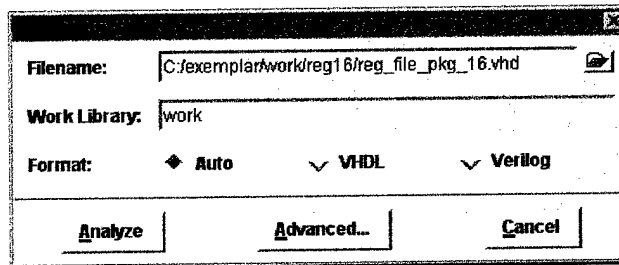 Filename: C:/exemplar/work/reg16/reg_file_pkg_16.vhd
Work Library: work
Format: Auto VHDL Verilog
Analyze Advanced... Cancel